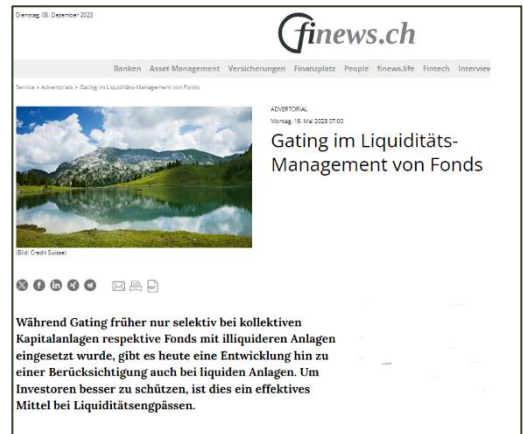 Dienstag, 05. Dezember 2023
finews.ch
Banken Asset Management Versicherungen Finanzplatz People finews.life Fintech Interview
Service > Advertorials > Gating im Liquiditäts-Management von Fonds
ADVERTORIAL
Montag, 15. Mai 2023 07:00
Gating im Liquiditäts-
Management von Fonds
(Bild: Credit Suisse)
Während Gating früher nur selektiv bei kollektiven
Kapitalanlagen respektive Fonds mit illiquideren Anlagen
eingesetzt wurde, gibt es heute eine Entwicklung hin zu
einer Berücksichtigung auch bei liquiden Anlagen. Um
Investoren besser zu schützen, ist dies ein effektives
Mittel bei Liquiditätsengpässen.